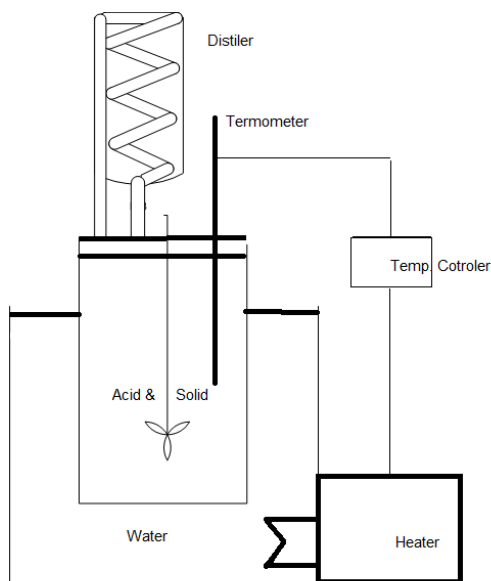 Distiler
Termometer
Temp. Cotroler
Acid & Solid
Water
Heater